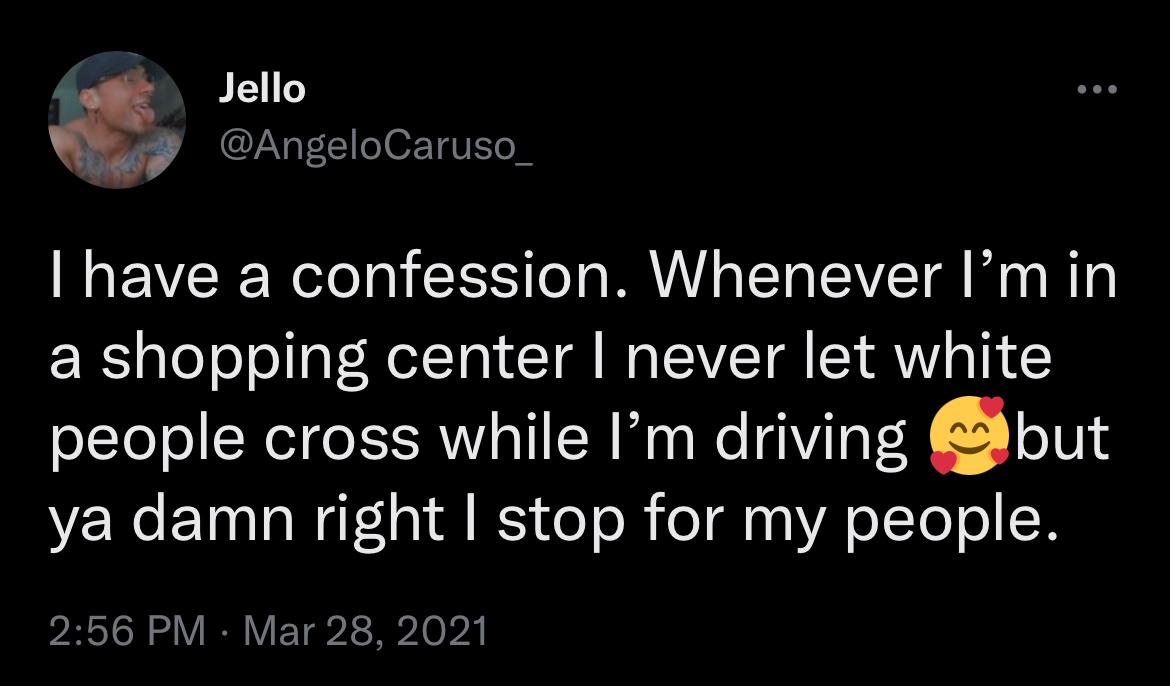 Jello
@AngeloCaruso_
I have a confession. Whenever I’m in
a shopping center I never let white
people cross while I’m driving 🥰but
ya damn right I stop for my people.
2:56 PM · Mar 28, 2021